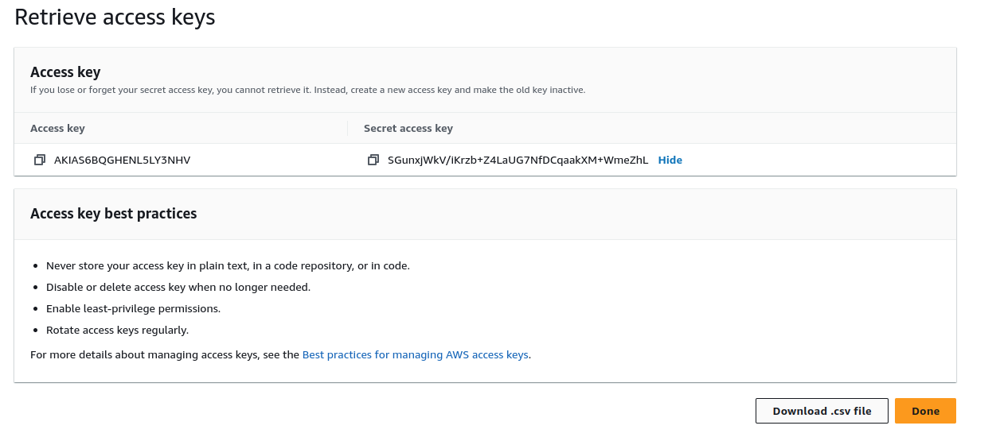 Retrieve access keys
Access key
If you lose or forget your secret access key, you cannot retrieve it. Instead, create a new access key and make the old key inactive.
Access key
Secret access key
AKIAS6BQGHENL5LY3NHV
SGunxjWkV/iKrzb+Z4LaUG7NfDCqaakXM+WmeZhL Hide
Access key best practices
• Never store your access key in plain text, in a code repository, or in code.
• Disable or delete access key when no longer needed.
• Enable least-privilege permissions.
• Rotate access keys regularly.
For more details about managing access keys, see the Best practices for managing AWS access keys.
Download .csv file
Done